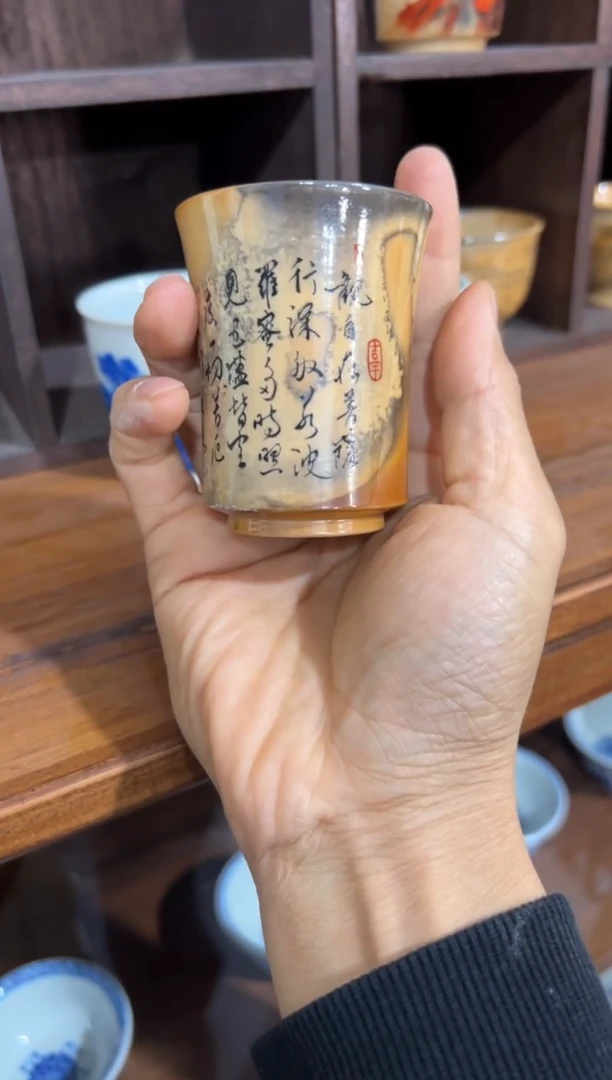 觀自在菩薩
行深般若波
羅蜜多時照
見五蘊皆空
度一切苦厄